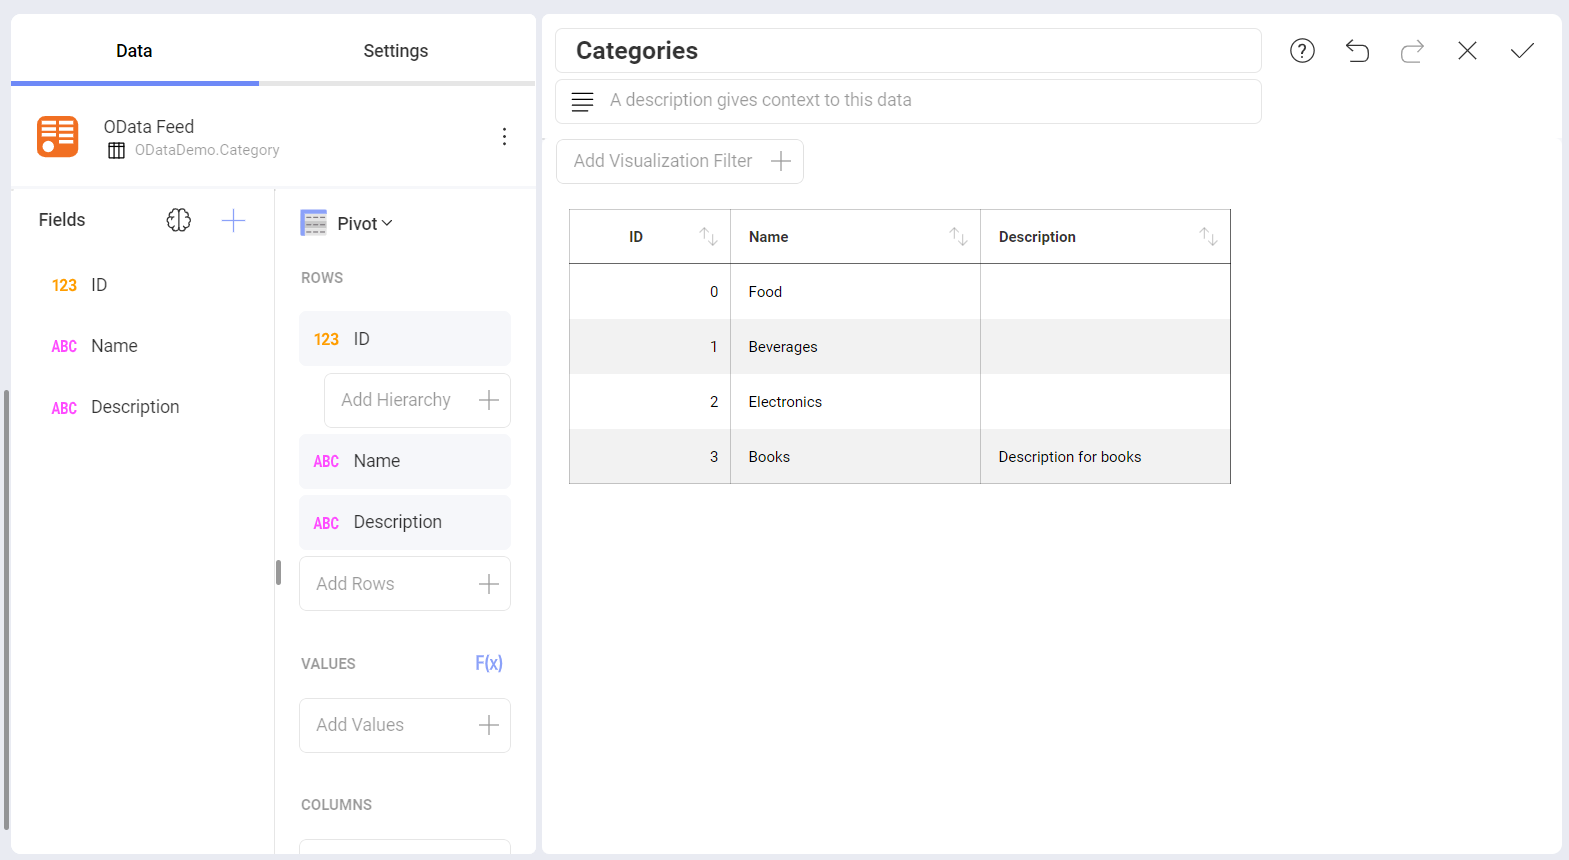 Data
Settings
OData Feed
ODataDemo.Category
Fields
123 ID
ABC Name
ABC Description
Pivot
ROWS
123 ID
Add Hierarchy
ABC Name
ABC Description
Add Rows
VALUES F(x)
Add Values
COLUMNS
Categories
?
A description gives context to this data
Add Visualization Filter
ID Name Description
0 Food
1 Beverages
2 Electronics
3 Books Description for books